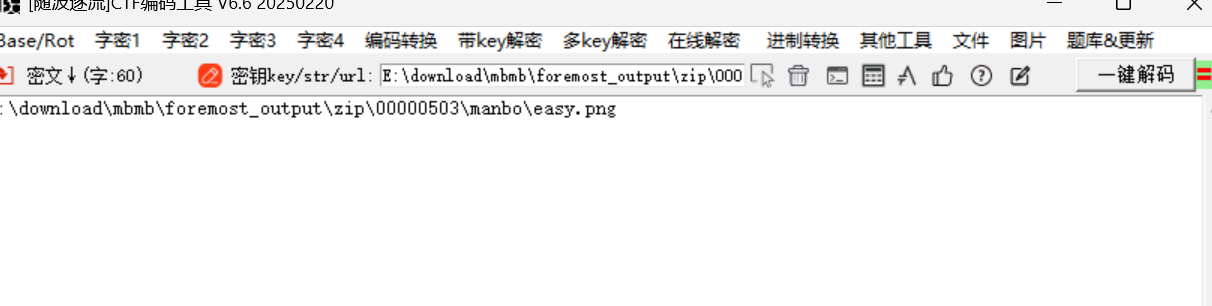 [随波逐流]CTF编码工具 V6.6 20250220
Base/Rot 字密1 字密2 字密3 字密4 编码转换 带key解密 多key解密 在线解密 进制转换 其他工具 文件 图片 题库&更新
密文↓(字:60) 密钥key/str/url: E:\download\mbmb\foremost_output\zip\000 一键解码
:\download\mbmb\foremost_output\zip\00000503\manbo\easy.png